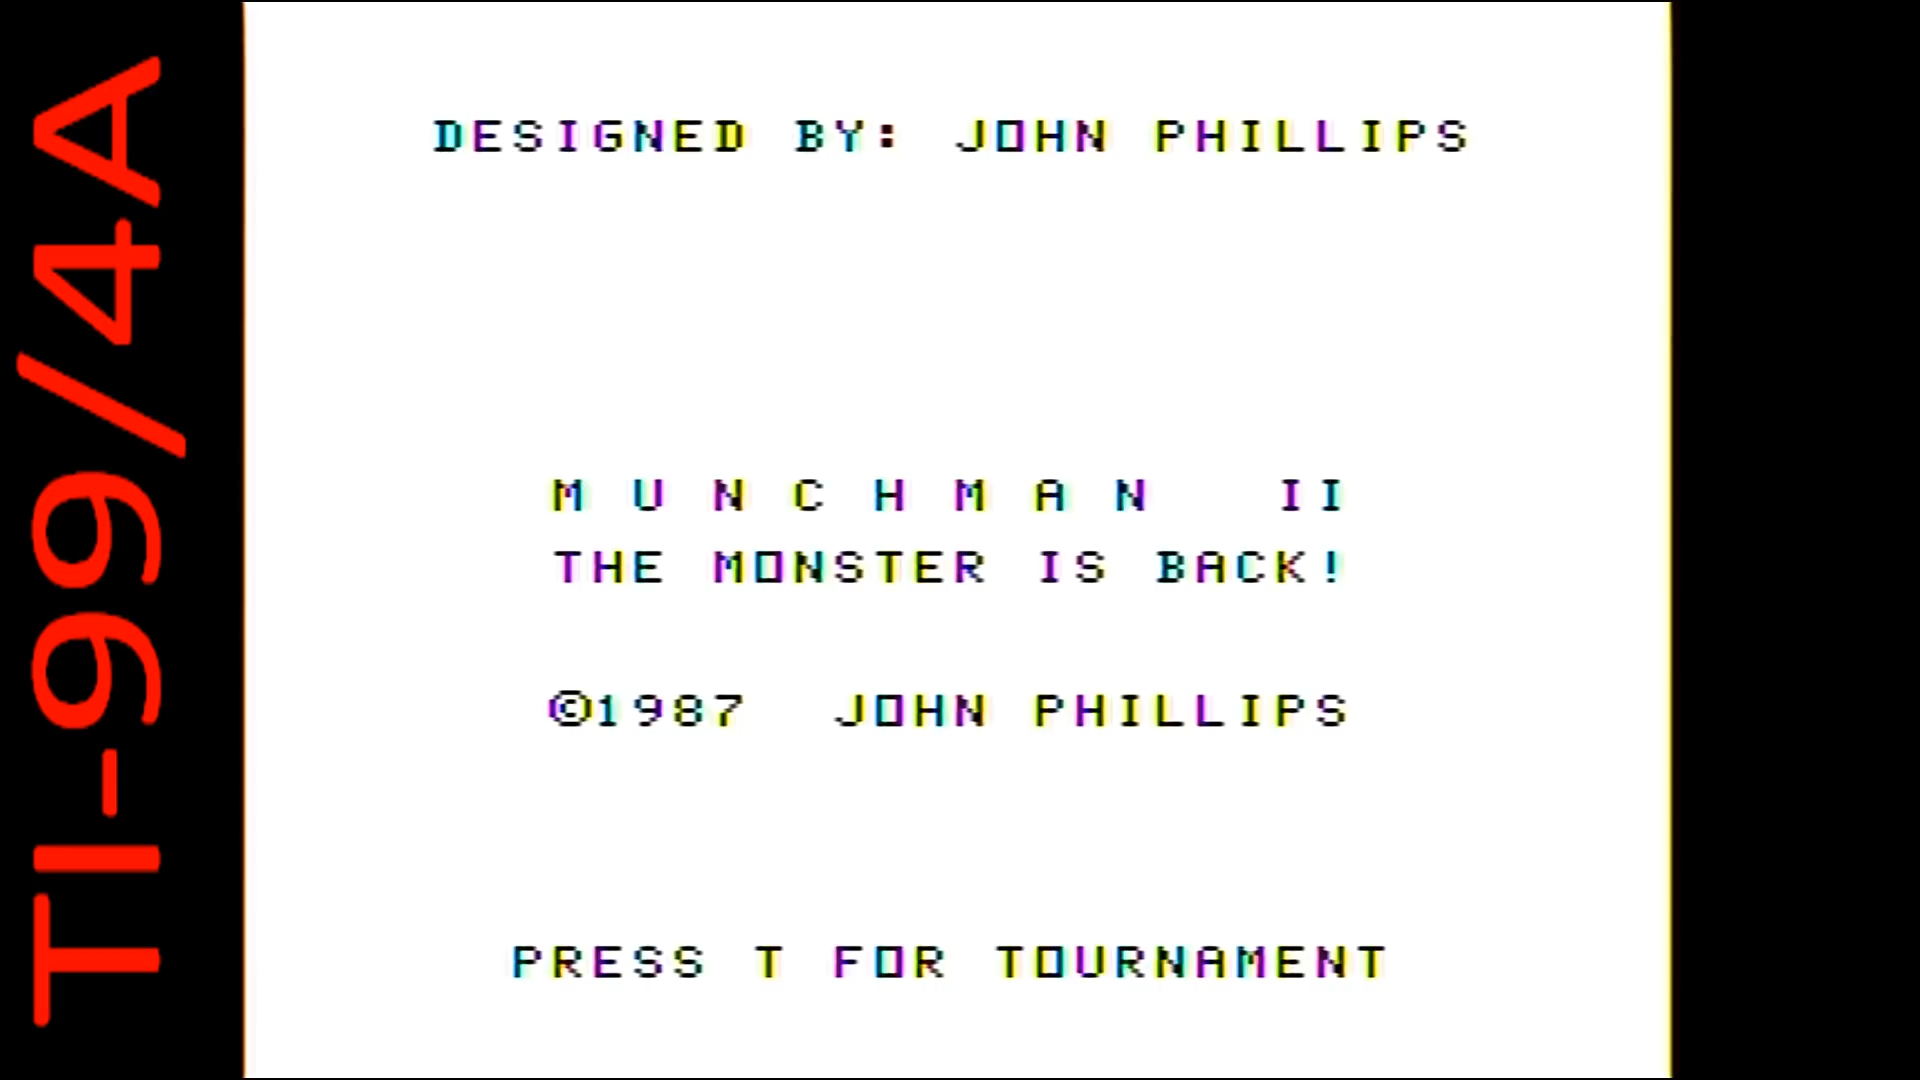 TI-99/4A
DESIGNED BY: JOHN PHILLIPS
M U N C H M A N   II
THE MONSTER IS BACK!
©1987  JOHN PHILLIPS
PRESS T FOR TOURNAMENT